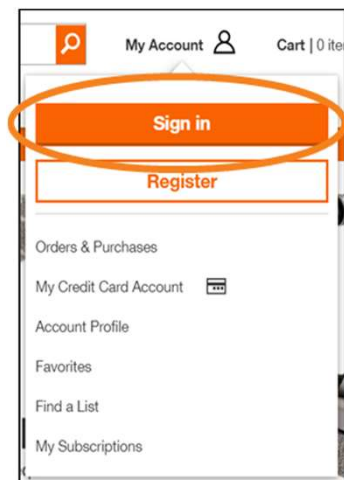 My Account Cart | 0 ite
Sign in
Register
Orders & Purchases
My Credit Card Account
Account Profile
Favorites
Find a List
My Subscriptions